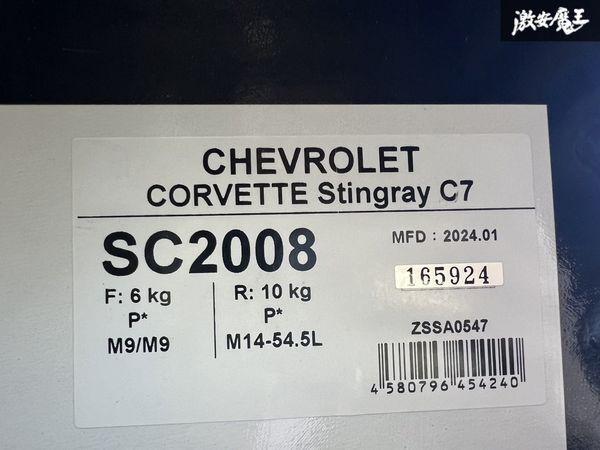 激安魔王
CHEVROLET
CORVETTE Stingray C7
SC2008
MFD : 2024.01
165924
F: 6 kg
P*
M9/M9
R: 10 kg
P*
M14-54.5L
ZSSA0547
4 580796 454240